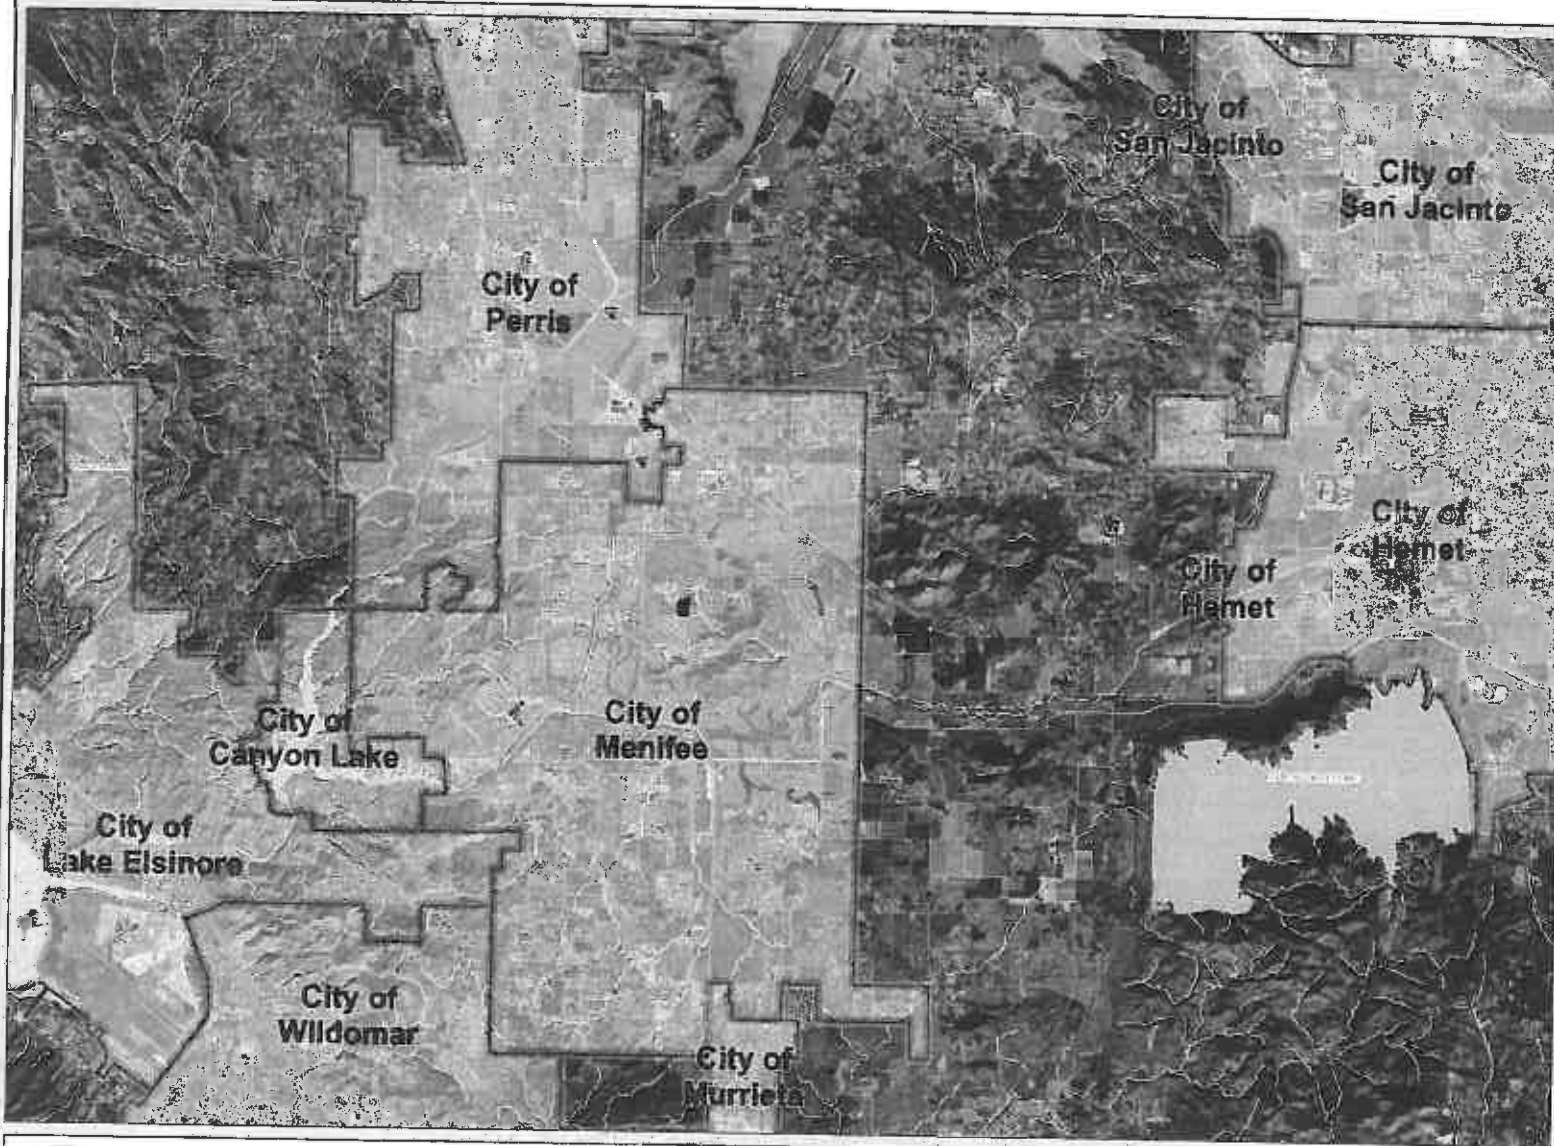 City of
San Jacinto
City of
San Jacinto
City of
Perris
City of
Hemet
City of
Hemet
City of
Menifee
City of
Canyon Lake
City of
Lake Elsinore
City of
Wildomar
City of
Murrieta